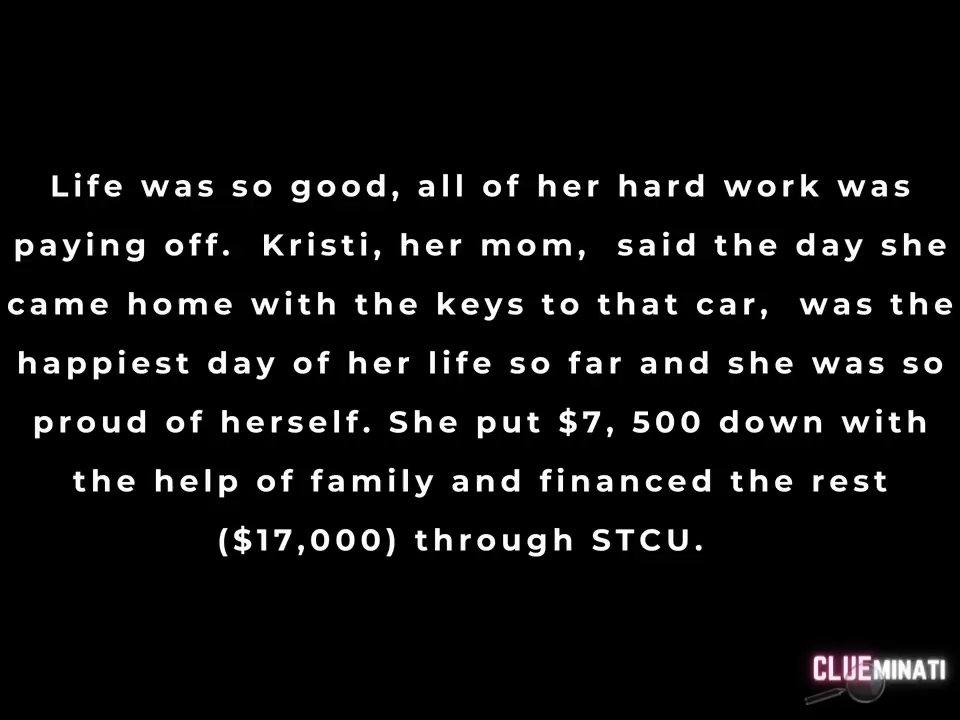 Life was so good, all of her hard work was
paying off.  Kristi, her mom,  said the day she
came home with the keys to that car,  was the
happiest day of her life so far and she was so
proud of herself. She put $7, 500 down with
the help of family and financed the rest
($17,000) through STCU.
CLUEMINATI